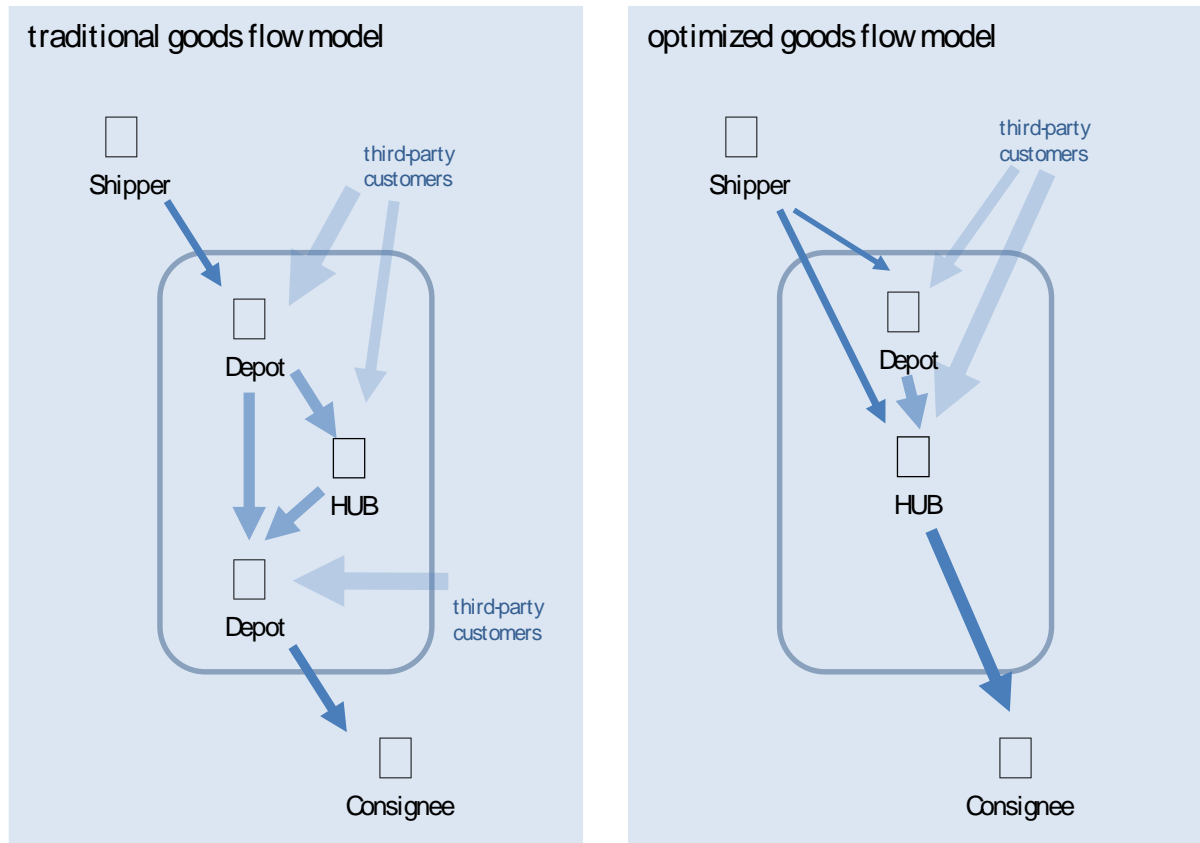 traditional goods flow model
Shipper
third-party
customers
Depot
HUB
Depot
third-party
customers
Consignee
optimized goods flow model
Shipper
third-party
customers
Depot
HUB
Consignee